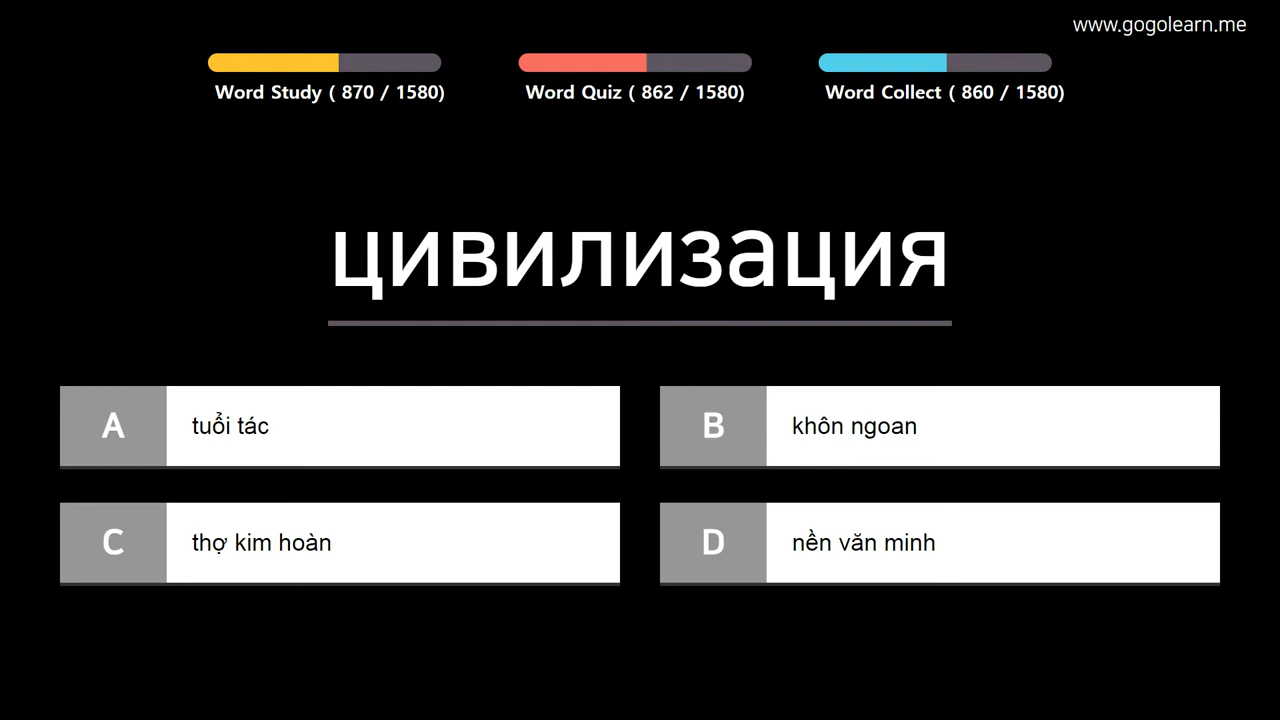 www.gogolearn.me
Word Study ( 870 / 1580)
Word Quiz ( 862 / 1580)
Word Collect ( 860 / 1580)
цивилизация
A tuổi tác
B khôn ngoan
C thợ kim hoàn
D nền văn minh